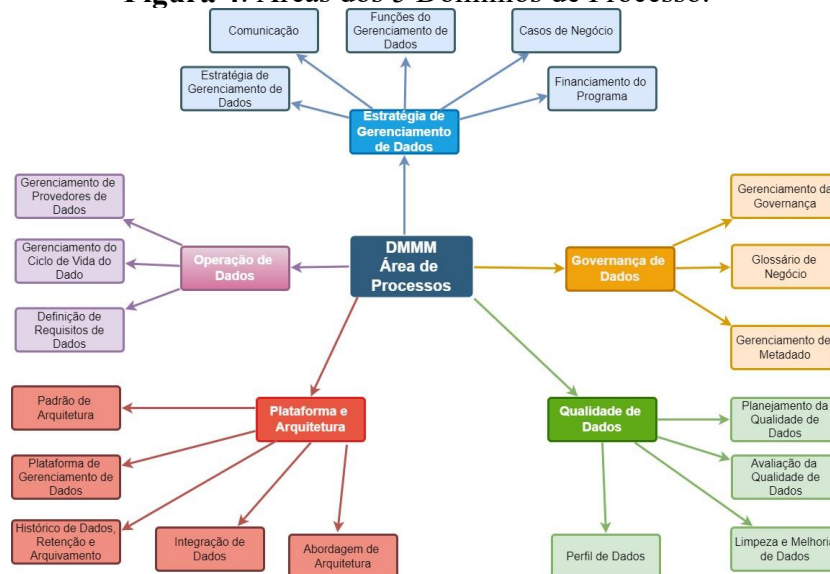 Figura 4. Áreas dos 5 Domínios de Processo.
Comunicação
Funções do
Gerenciamento de
Dados
Casos de Negócio
Estratégia de
Gerenciamento de
Dados
Financiamento do
Programa
Estratégia de
Gerenciamento
de Dados
Gerenciamento de
Provedores de
Dados
Gerenciamento do
Ciclo de Vida do
Dado
Definição de
Requisitos de
Dados
Operação de
Dados
DMMM
Área de
Processos
Governança de
Dados
Gerenciamento da
Governança
Glossário de
Negócio
Gerenciamento de
Metadado
Padrão de
Arquitetura
Plataforma de
Gerenciamento de
Dados
Histórico de Dados,
Retenção e
Arquivamento
Plataforma e
Arquitetura
Integração de
Dados
Abordagem de
Arquitetura
Qualidade de
Dados
Planejamento da
Qualidade de
Dados
Avaliação da
Qualidade de
Dados
Limpeza e Melhoria
de Dados
Perfil de Dados